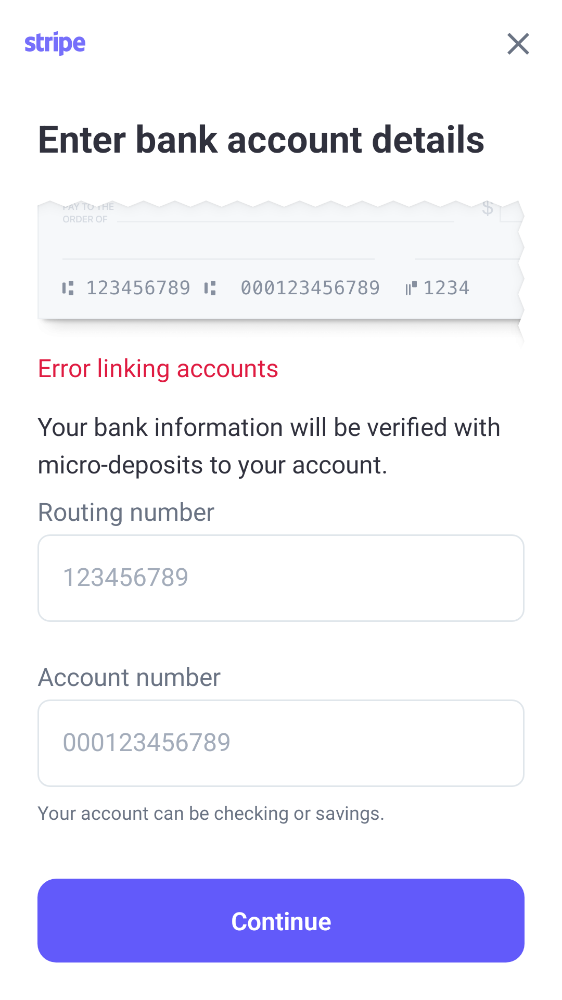 stripe
Enter bank account details
PAY TO THE
ORDER OF
$
123456789 000123456789 1234
Error linking accounts
Your bank information will be verified with
micro-deposits to your account.
Routing number
123456789
Account number
000123456789
Your account can be checking or savings.
Continue